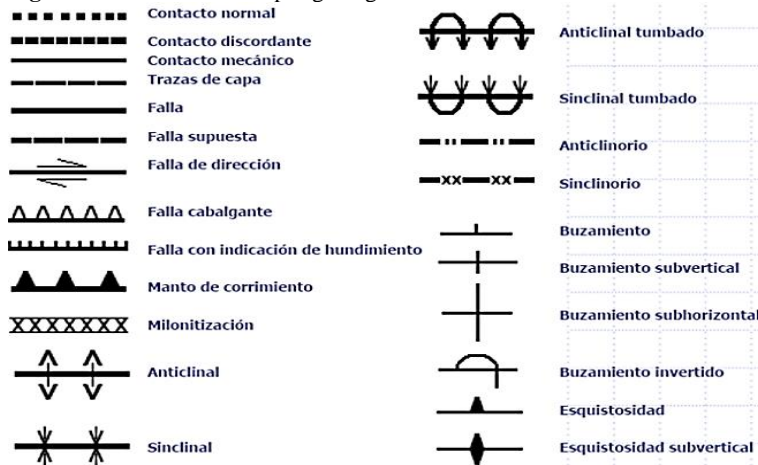 Contacto normal
Contacto discordante
Contacto mecánico
Trazas de capa
Falla
Falla supuesta
Falla de dirección
Falla cabalgante
Falla con indicación de hundimiento
Manto de corrimiento
Milonitización
Anticlinal
Sinclinal
Anticlinal tumbado
Sinclinal tumbado
Anticlinorio
Sinclinorio
Buzamiento
Buzamiento subvertical
Buzamiento subhorizontal
Buzamiento invertido
Esquistosidad
Esquistosidad subvertical